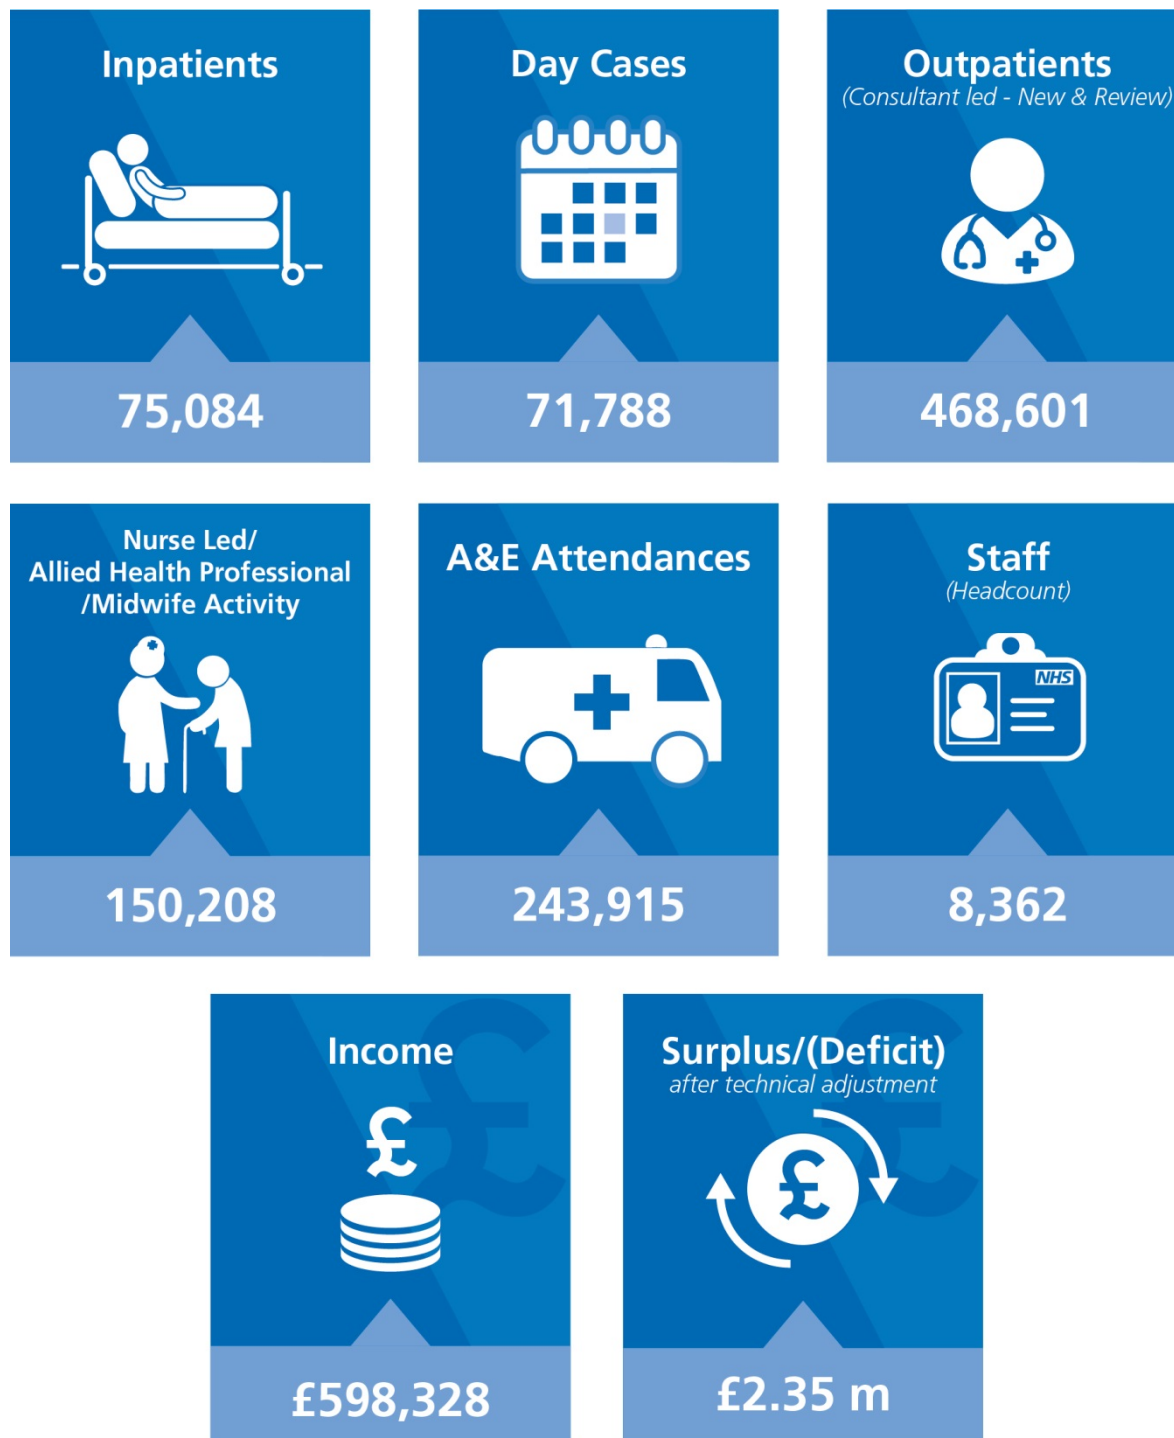 Inpatients
75,084
Day Cases
71,788
Outpatients
(Consultant led - New & Review)
468,601
Nurse Led/
Allied Health Professional
/Midwife Activity
150,208
A&E Attendances
243,915
Staff
(Headcount)
NHS
8,362
Income
£
£598,328
Surplus/(Deficit)
after technical adjustment
£
£2.35 m